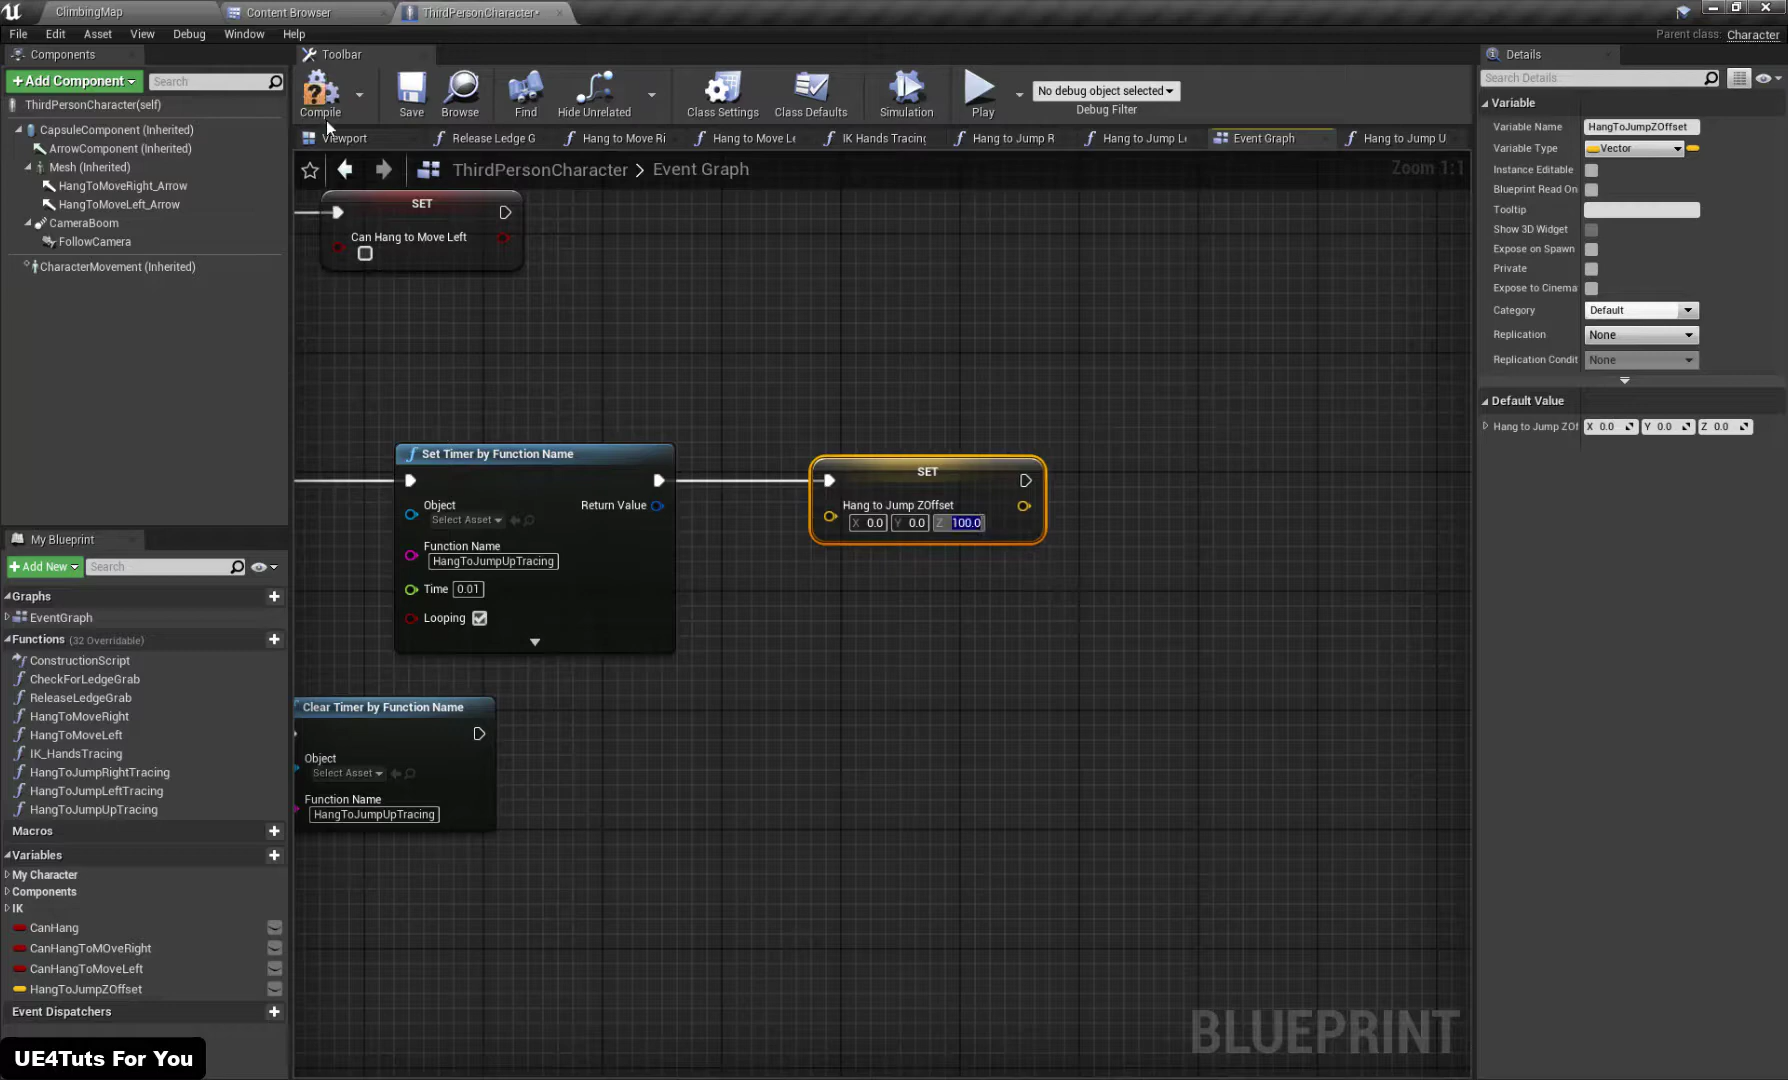 ClimbingMap
Content Browser
ThirdPersonCharacter*
File Edit Asset View Debug Window Help
Parent class: Character
Components
+Add Component
Search
ThirdPersonCharacter(self)
CapsuleComponent (Inherited)
ArrowComponent (Inherited)
Mesh (Inherited)
HangToMoveRight_Arrow
HangToMoveLeft_Arrow
CameraBoom
FollowCamera
CharacterMovement (Inherited)
My Blueprint
+Add New
Search
Graphs
EventGraph
Functions (32 Overridable)
ConstructionScript
CheckForLedgeGrab
ReleaseLedgeGrab
HangToMoveRight
HangToMoveLeft
IK_HandsTracing
HangToJumpRightTracing
HangToJumpLeftTracing
HangToJumpUpTracing
Macros
Variables
My Character
Components
IK
CanHang
CanHangToMOveRight
CanHangToMoveLeft
HangToJumpZOffset
Event Dispatchers
UE4Tuts For You
Toolbar
Compile Save Browse Find Hide Unrelated Class Settings Class Defaults Simulation Play
No debug object selected
Debug Filter
Viewport
Release Ledge G
Hang to Move Ri
Hang to Move Le
IK Hands Tracing
Hang to Jump R
Hang to Jump Le
Event Graph
Hang to Jump U
ThirdPersonCharacter > Event Graph
Zoom 1:1
SET
Can Hang to Move Left
Set Timer by Function Name
Object
Select Asset
Return Value
Function Name
HangToJumpUpTracing
Time 0.01
Looping
SET
Hang to Jump ZOffset
X 0.0 Y 0.0 Z 100.0
Clear Timer by Function Name
Object
Select Asset
Function Name
HangToJumpUpTracing
BLUEPRINT
Details
Search Details
Variable
Variable Name HangToJumpZOffset
Variable Type Vector
Instance Editable
Blueprint Read On
Tooltip
Show 3D Widget
Expose on Spawn
Private
Expose to Cinema
Category Default
Replication None
Replication Condit None
Default Value
Hang to Jump ZOf X 0.0 Y 0.0 Z 0.0